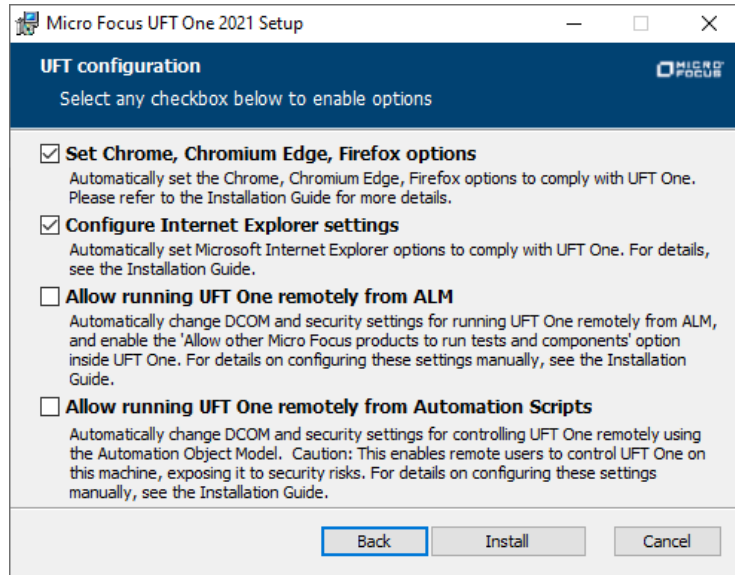 Micro Focus UFT One 2021 Setup
UFT configuration
MICRO
FOCUS
Select any checkbox below to enable options
Set Chrome, Chromium Edge, Firefox options
Automatically set the Chrome, Chromium Edge, Firefox options to comply with UFT One.
Please refer to the Installation Guide for more details.
Configure Internet Explorer settings
Automatically set Microsoft Internet Explorer options to comply with UFT One. For details,
see the Installation Guide.
Allow running UFT One remotely from ALM
Automatically change DCOM and security settings for running UFT One remotely from ALM,
and enable the 'Allow other Micro Focus products to run tests and components' option
inside UFT One. For details on configuring these settings manually, see the Installation
Guide.
Allow running UFT One remotely from Automation Scripts
Automatically change DCOM and security settings for controlling UFT One remotely using
the Automation Object Model.  Caution: This enables remote users to control UFT One on
this machine, exposing it to security risks. For details on configuring these settings
manually, see the Installation Guide.
Back
Install
Cancel